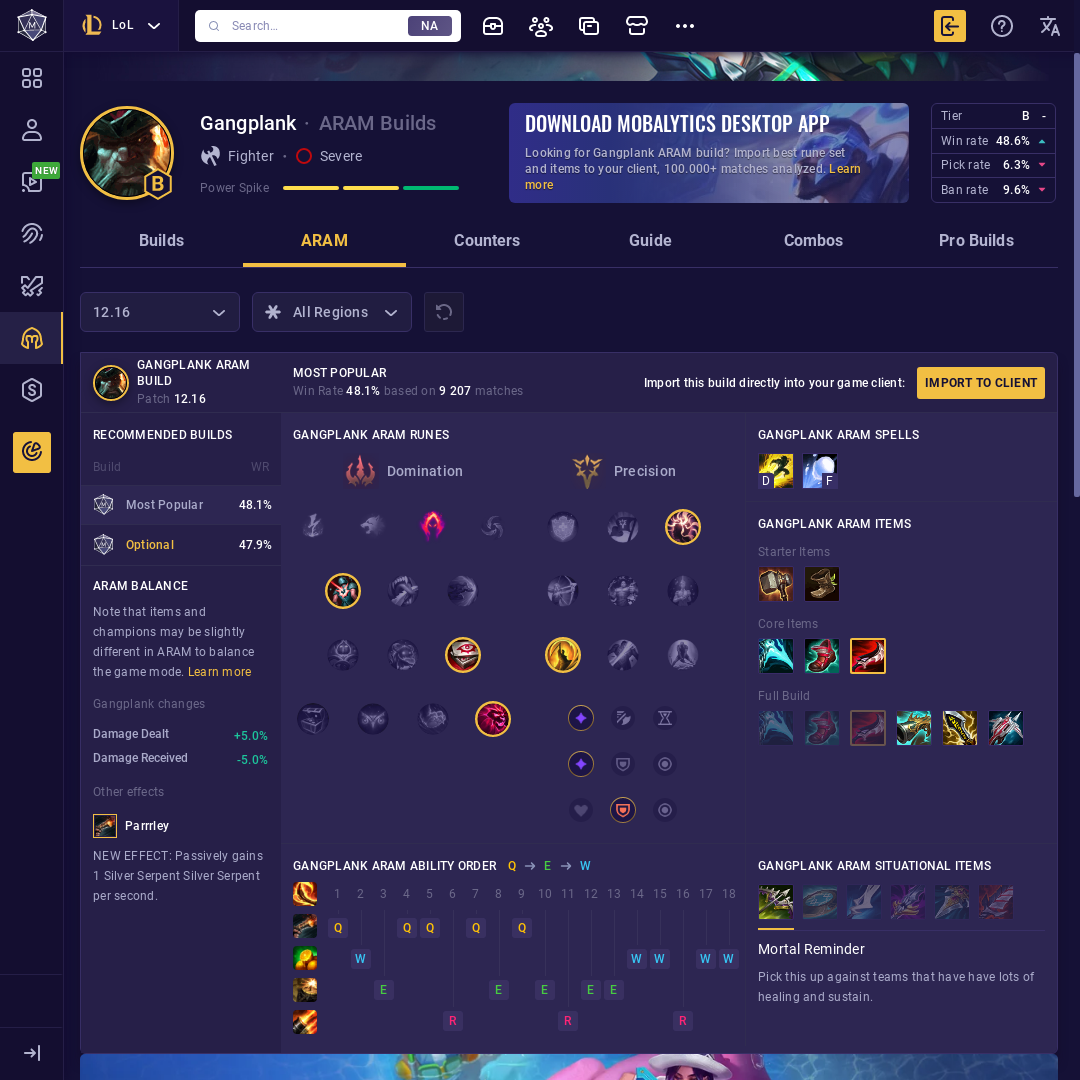 LoL
Search...
NA
NEW
Gangplank · ARAM Builds
Fighter • Severe
Power Spike
B
DOWNLOAD MOBALYTICS DESKTOP APP
Looking for Gangplank ARAM build? Import best rune set
and items to your client, 100.000+ matches analyzed. Learn
more
Tier B -
Win rate 48.6%
Pick rate 6.3%
Ban rate 9.6%
Builds
ARAM
Counters
Guide
Combos
Pro Builds
12.16
All Regions
GANGPLANK ARAM
BUILD
Patch 12.16
MOST POPULAR
Win Rate 48.1% based on 9 207 matches
Import this build directly into your game client:
IMPORT TO CLIENT
RECOMMENDED BUILDS
Build WR
Most Popular 48.1%
Optional 47.9%
ARAM BALANCE
Note that items and
champions may be slightly
different in ARAM to balance
the game mode. Learn more
Gangplank changes
Damage Dealt +5.0%
Damage Received -5.0%
Other effects
Parrrley
NEW EFFECT: Passively gains
1 Silver Serpent Silver Serpent
per second.
GANGPLANK ARAM RUNES
Domination
Precision
GANGPLANK ARAM SPELLS
D
F
GANGPLANK ARAM ITEMS
Starter Items
Core Items
Full Build
GANGPLANK ARAM ABILITY ORDER Q → E → W
1 2 3 4 5 6 7 8 9 10 11 12 13 14 15 16 17 18
Q Q Q Q Q
W W W W W
E E E E E
R R R
GANGPLANK ARAM SITUATIONAL ITEMS
Mortal Reminder
Pick this up against teams that have have lots of
healing and sustain.